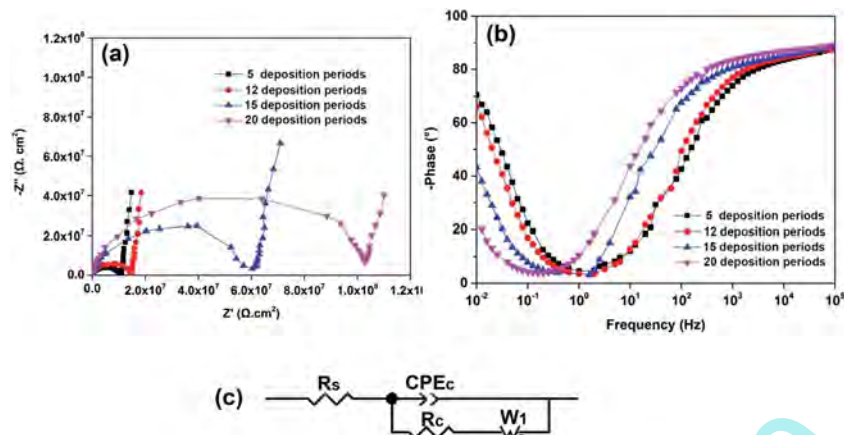 (a)
5 deposition periods
12 deposition periods
15 deposition periods
20 deposition periods
-Z'' (Ω. cm²)
1.2x10⁸
1.0x10⁸
8.0x10⁷
6.0x10⁷
4.0x10⁷
2.0x10⁷
0.0
0.0
2.0x10⁷
4.0x10⁷
6.0x10⁷
8.0x10⁷
1.0x10⁸
Z' (Ω.cm²)
(b)
-Phase (°)
100
80
60
40
20
0
5 deposition periods
12 deposition periods
15 deposition periods
20 deposition periods
10⁻²
10⁻¹
10⁰
10¹
10²
10³
10⁴
10⁵
Frequency (Hz)
(c)
Rs
CPEc
Rc
W1